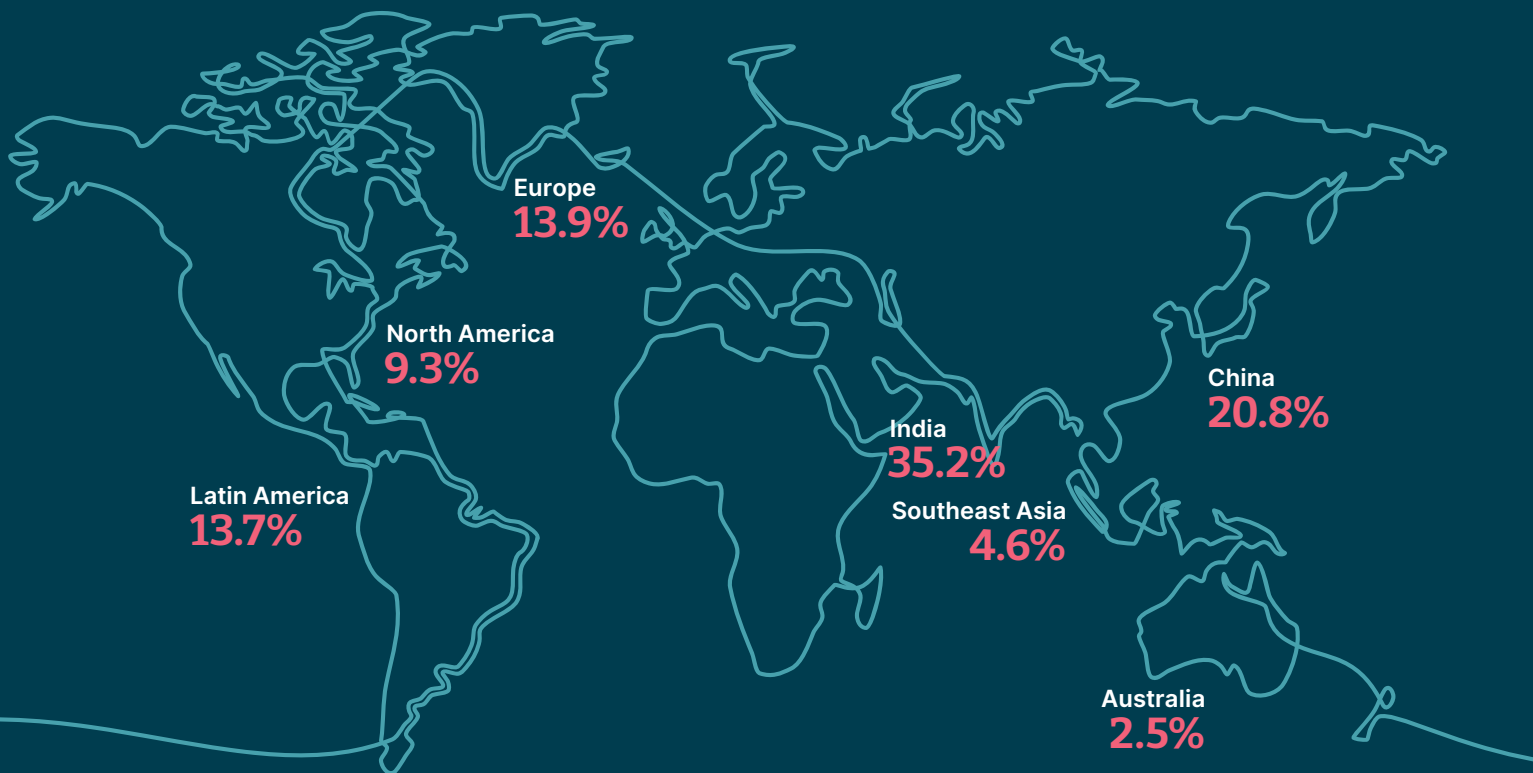 Europe
13.9%
North America
9.3%
China
20.8%
India
35.2%
Latin America
13.7%
Southeast Asia
4.6%
Australia
2.5%